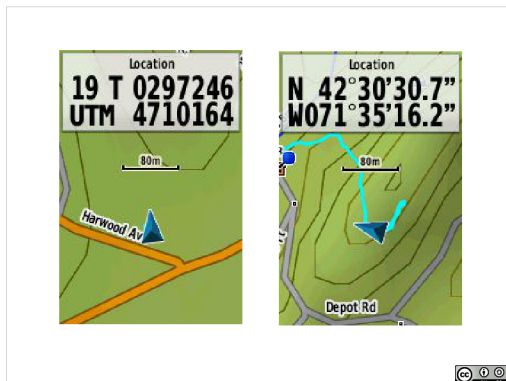 Location
19 T 0297246
UTM 4710164
80m
Harwood Av
Location
N 42°30'30.7"
W071°35'16.2"
80m
Depot Rd
cc